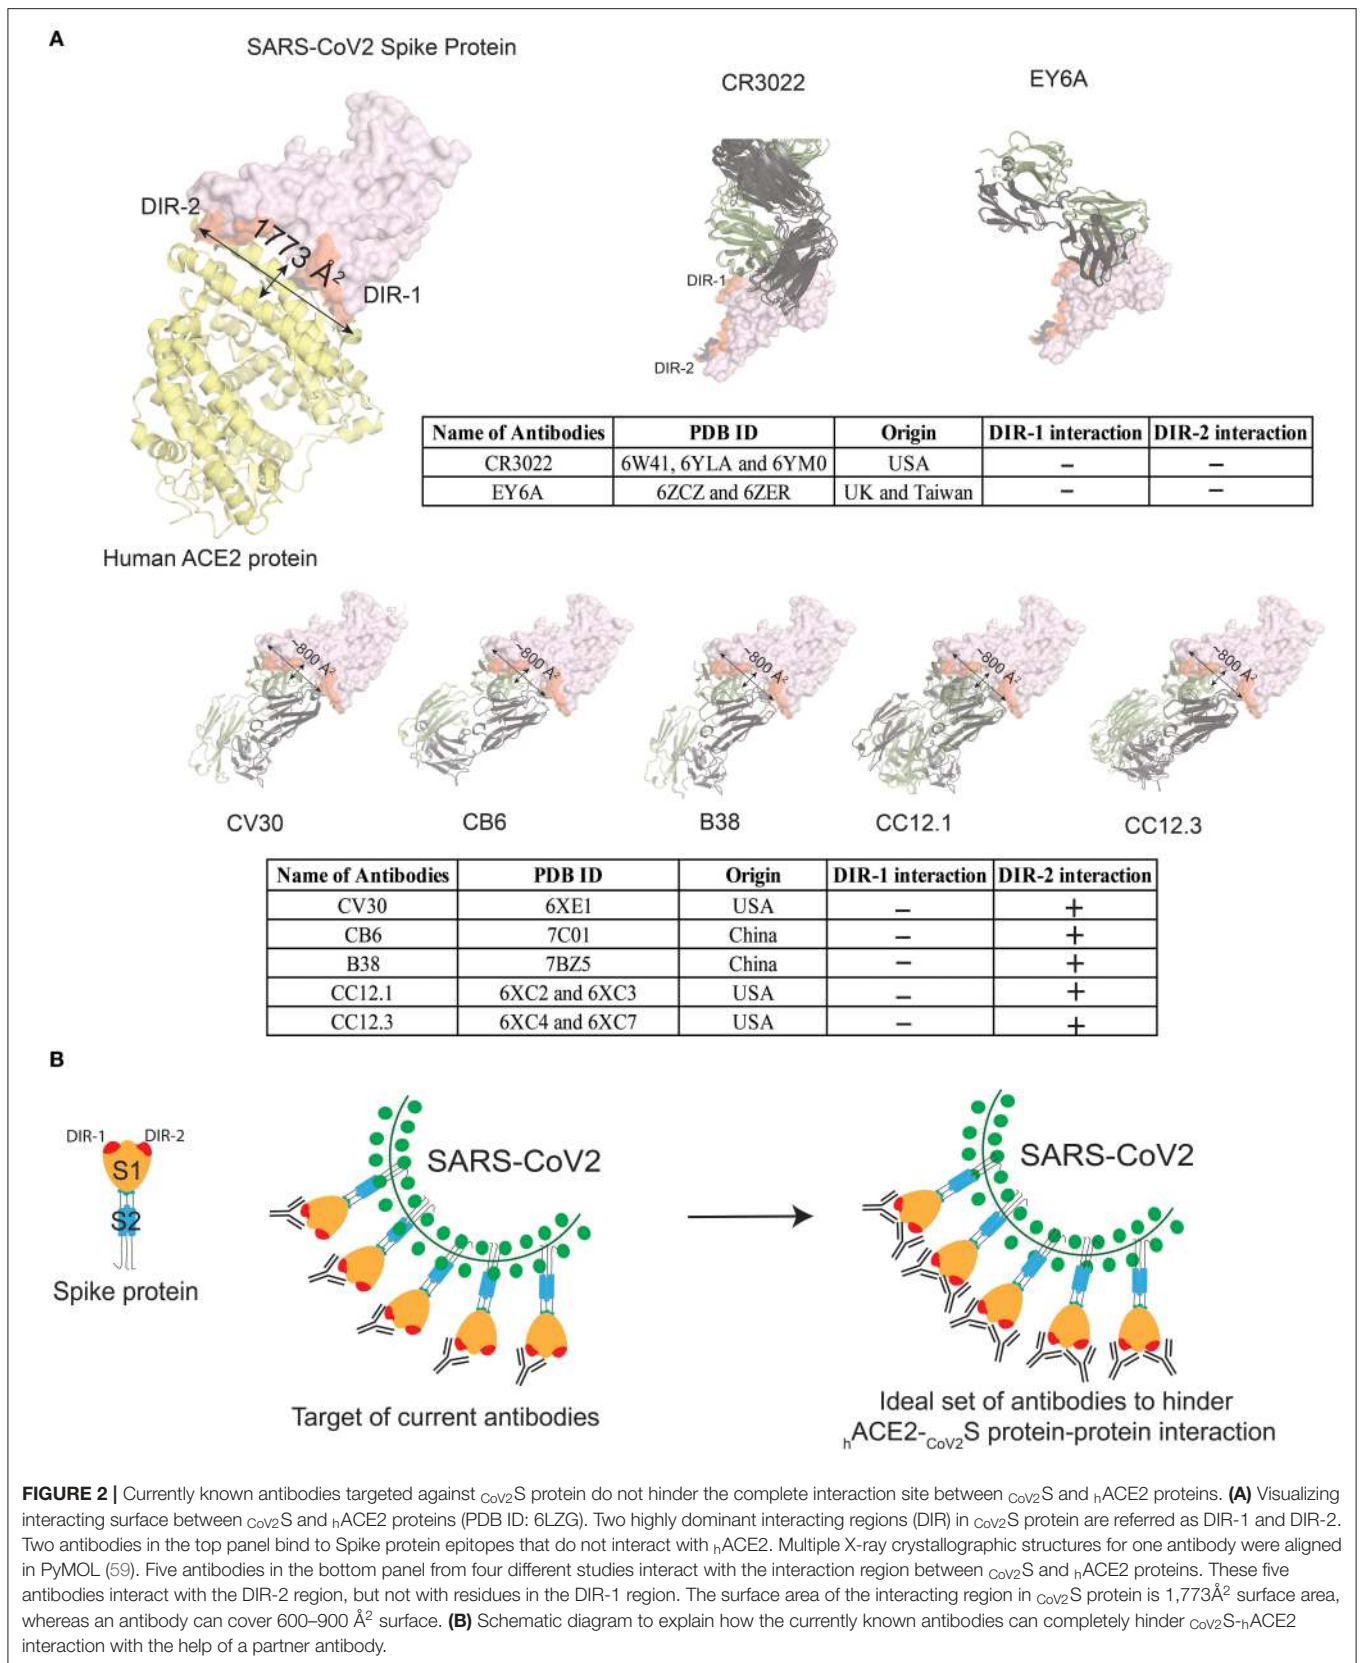 A
SARS-CoV2 Spike Protein
CR3022
EY6A
DIR-2
1773 Å²
DIR-1
DIR-1
DIR-2
Human ACE2 protein
Name of Antibodies PDB ID Origin DIR-1 interaction DIR-2 interaction
CR3022 6W41, 6YLA and 6YM0 USA − −
EY6A 6ZCZ and 6ZER UK and Taiwan − −
~800 Å²
~800 Å²
~800 Å²
~800 Å²
~800 Å²
CV30
CB6
B38
CC12.1
CC12.3
Name of Antibodies PDB ID Origin DIR-1 interaction DIR-2 interaction
CV30 6XE1 USA − +
CB6 7C01 China − +
B38 7BZ5 China − +
CC12.1 6XC2 and 6XC3 USA − +
CC12.3 6XC4 and 6XC7 USA − +
B
DIR-1 DIR-2
S1
S2
Spike protein
SARS-CoV2
Target of current antibodies
SARS-CoV2
Ideal set of antibodies to hinder
hACE2-CoV2S protein-protein interaction
FIGURE 2 | Currently known antibodies targeted against CoV2S protein do not hinder the complete interaction site between CoV2S and hACE2 proteins. (A) Visualizing
interacting surface between CoV2S and hACE2 proteins (PDB ID: 6LZG). Two highly dominant interacting regions (DIR) in CoV2S protein are referred as DIR-1 and DIR-2.
Two antibodies in the top panel bind to Spike protein epitopes that do not interact with hACE2. Multiple X-ray crystallographic structures for one antibody were aligned
in PyMOL (59). Five antibodies in the bottom panel from four different studies interact with the interaction region between CoV2S and hACE2 proteins. These five
antibodies interact with the DIR-2 region, but not with residues in the DIR-1 region. The surface area of the interacting region in CoV2S protein is 1,773Å² surface area,
whereas an antibody can cover 600–900 Å² surface. (B) Schematic diagram to explain how the currently known antibodies can completely hinder CoV2S-hACE2
interaction with the help of a partner antibody.